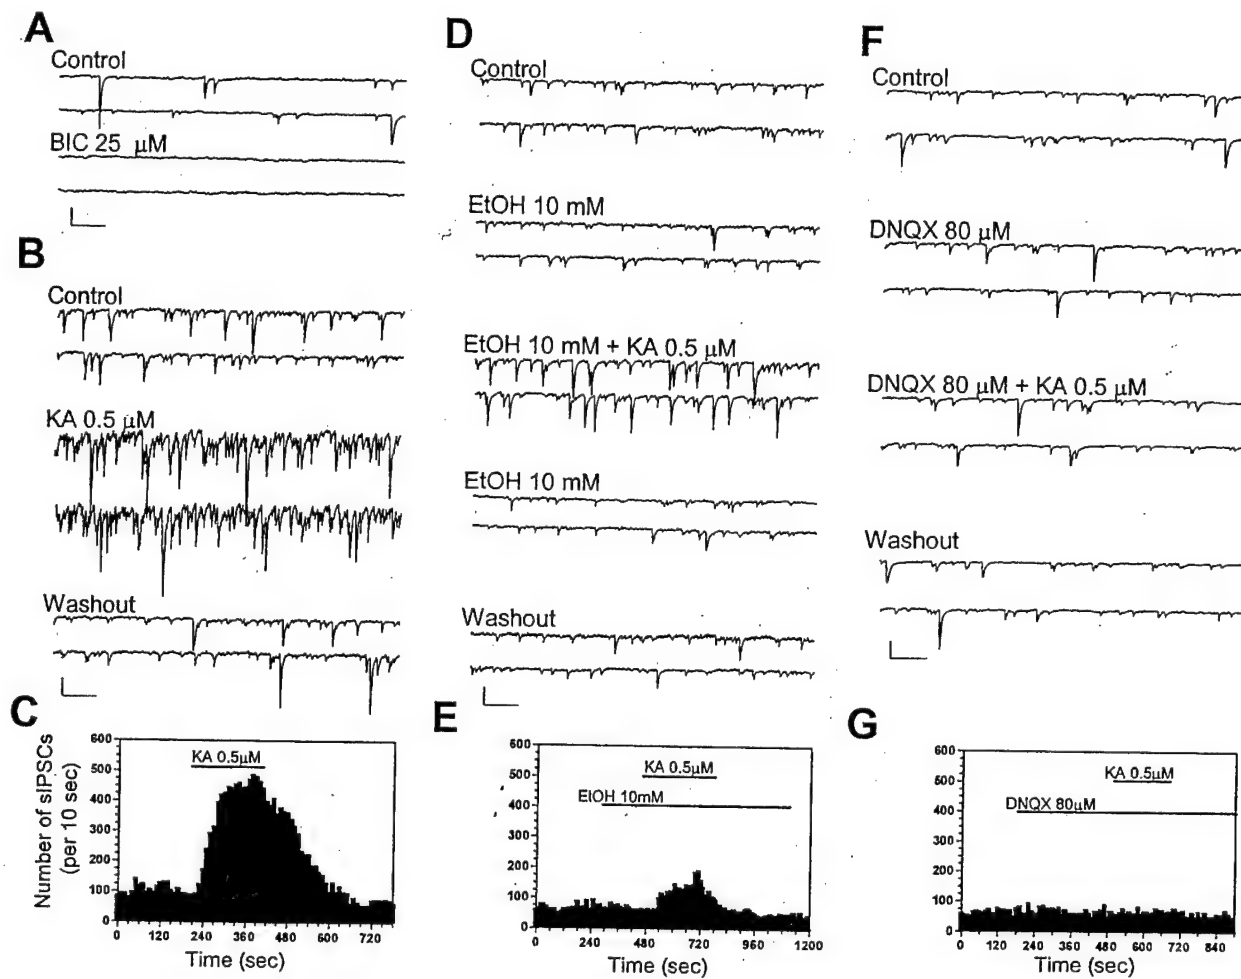 A
Control
BIC 25 μM
B
Control
KA 0.5 μM
Washout
C
Number of sIPSCs
(per 10 sec)
600
500
400
300
200
100
0
KA 0.5μM
0 120 240 360 480 600 720
Time (sec)
D
Control
EtOH 10 mM
EtOH 10 mM + KA 0.5 μM
EtOH 10 mM
Washout
E
600
500
400
300
200
100
0
KA 0.5μM
EtOH 10mM
0 240 480 720 960 1200
Time (sec)
F
Control
DNQX 80 μM
DNQX 80 μM + KA 0.5 μM
Washout
G
600
500
400
300
200
100
0
KA 0.5μM
DNQX 80μM
0 120 240 360 480 600 720 840
Time (sec)